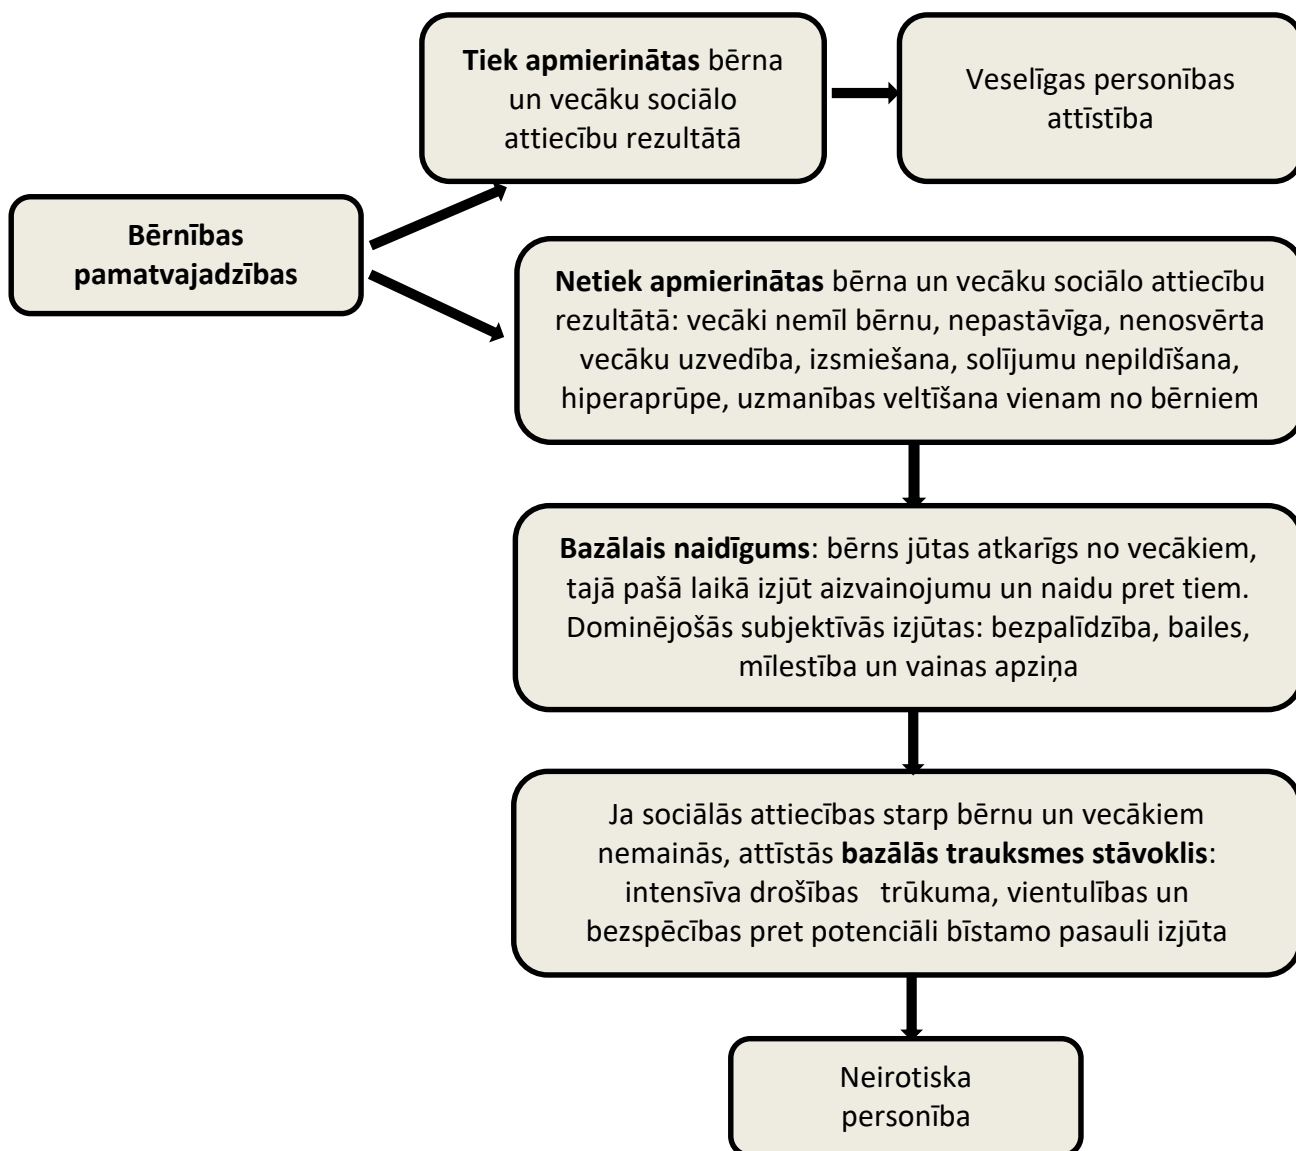 Tiek apmierinātas bērna
un vecāku sociālo
attiecību rezultātā
Veselīgas personības
attīstība
Bērnības
pamatvajadzības
Netiek apmierinātas bērna un vecāku sociālo attiecību
rezultātā: vecāki nemīl bērnu, nepastāvīga, nenosvērta
vecāku uzvedība, izsmiešana, solījumu nepildīšana,
hiperaprūpe, uzmanības veltīšana vienam no bērniem
Bazālais naidīgums: bērns jūtas atkarīgs no vecākiem,
tajā pašā laikā izjūt aizvainojumu un naidu pret tiem.
Dominējošās subjektīvās izjūtas: bezpalīdzība, bailes,
mīlestība un vainas apziņa
Ja sociālās attiecības starp bērnu un vecākiem
nemainās, attīstās bazālās trauksmes stāvoklis:
intensīva drošības trūkuma, vientulības un
bezspēcības pret potenciāli bīstamo pasauli izjūta
Neirotiska
personība